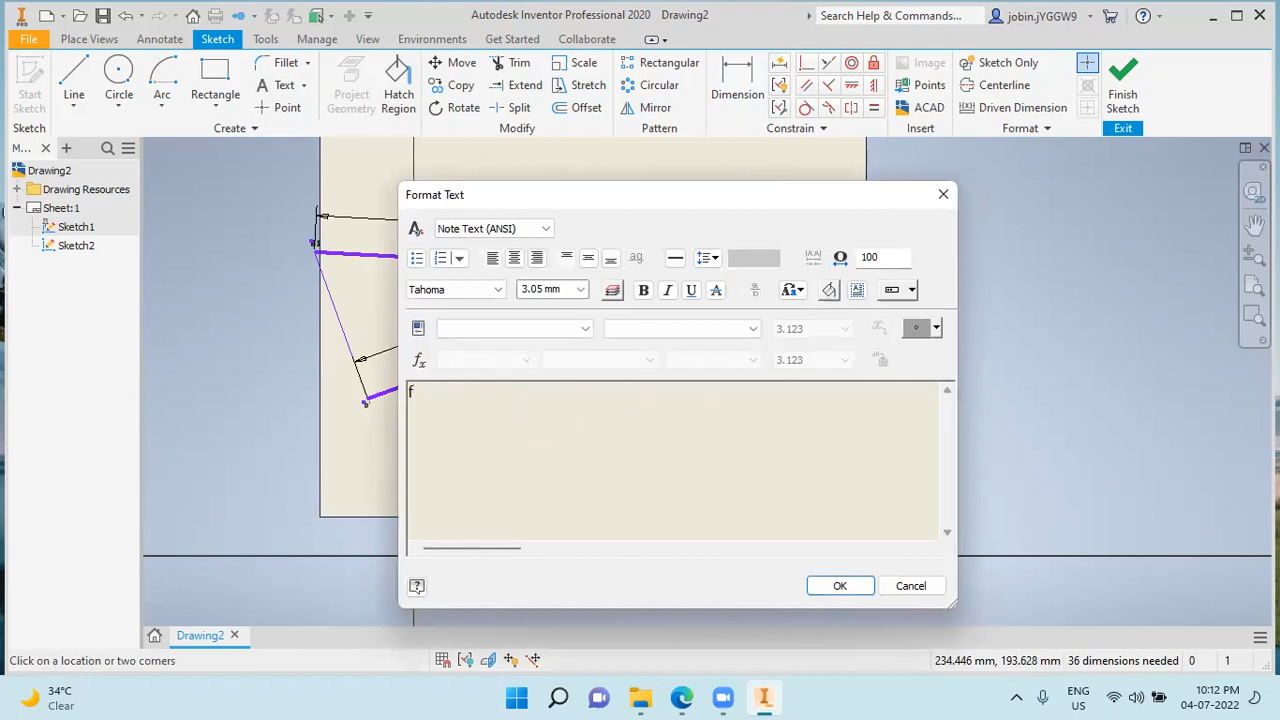 Autodesk Inventor Professional 2020 Drawing2
Search Help & Commands...
jobin.jYGGW9
PRO
File Place Views Annotate Sketch Tools Manage View Environments Get Started Collaborate
Start Sketch
Line
Circle
Arc
Rectangle
Fillet
Text
Point
Project Geometry
Hatch Region
Move
Copy
Rotate
Trim
Extend
Split
Scale
Stretch
Offset
Rectangular
Circular
Mirror
Dimension
Image
Points
ACAD
Sketch Only
Centerline
Driven Dimension
Finish Sketch
Sketch Create Modify Pattern Constrain Insert Format Exit
M...
Drawing2
Drawing Resources
Sheet:1
Sketch1
Sketch2
Format Text
Note Text (ANSI)
100
Tahoma
3.05 mm
3.123
3.123
f
OK
Cancel
Drawing2
Click on a location or two corners
234.446 mm, 193.628 mm 36 dimensions needed 0 1
34°C
Clear
ENG
US
10:12 PM
04-07-2022